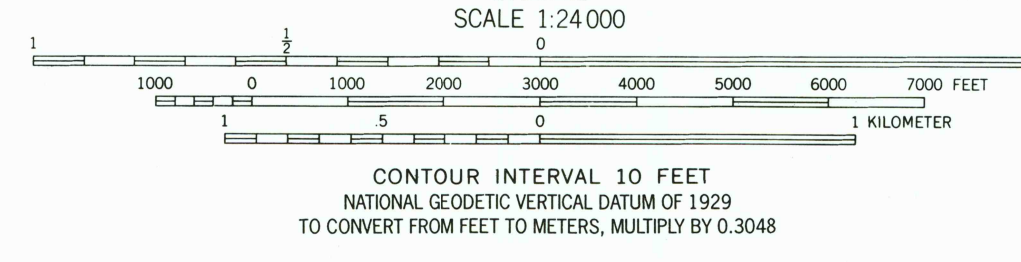 SCALE 1:24 000
1 1/2 0
1000 0 1000 2000 3000 4000 5000 6000 7000 FEET
1 .5 0 1 KILOMETER
CONTOUR INTERVAL 10 FEET
NATIONAL GEODETIC VERTICAL DATUM OF 1929
TO CONVERT FROM FEET TO METERS, MULTIPLY BY 0.3048